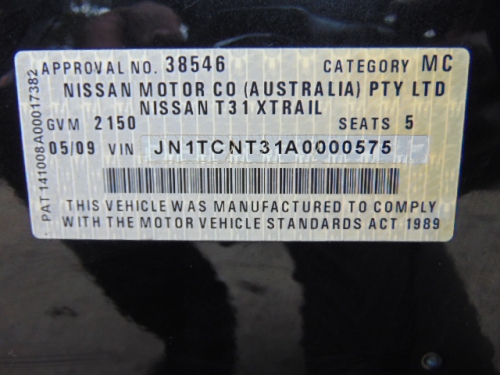 APPROVAL NO. 38546 CATEGORY MC
NISSAN MOTOR CO (AUSTRALIA) PTY LTD
NISSAN T31 XTRAIL
GVM 2150 SEATS 5
05/09 VIN JN1TCNT31A0000575
THIS VEHICLE WAS MANUFACTURED TO COMPLY
WITH THE MOTOR VEHICLE STANDARDS ACT 1989
PAT 141008A00017382